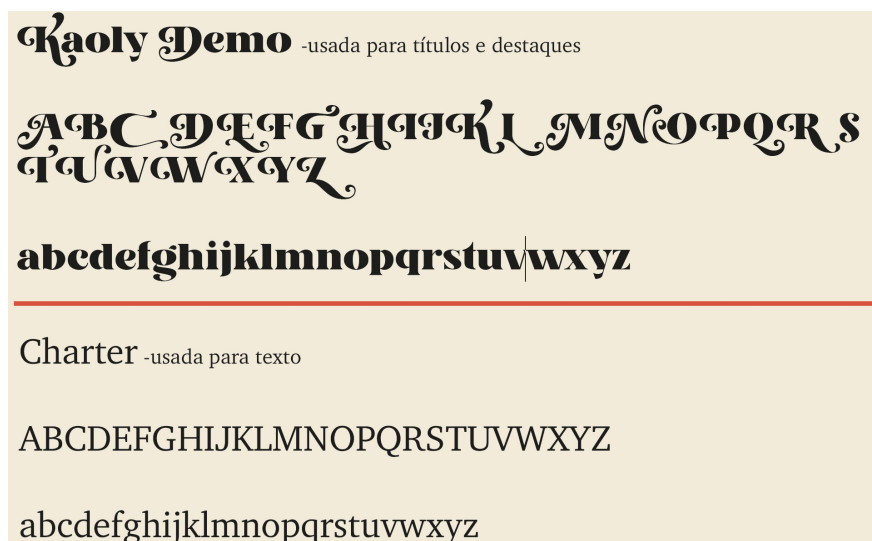 Kaoly Demo -usada para títulos e destaques
ABCDEFGHIJKLMNOPQRS
TUVWXYZ
abcdefghijklmnopqrstuvwxyz
Charter -usada para texto
ABCDEFGHIJKLMNOPQRSTUVWXYZ
abcdefghijklmnopqrstuvwxyz